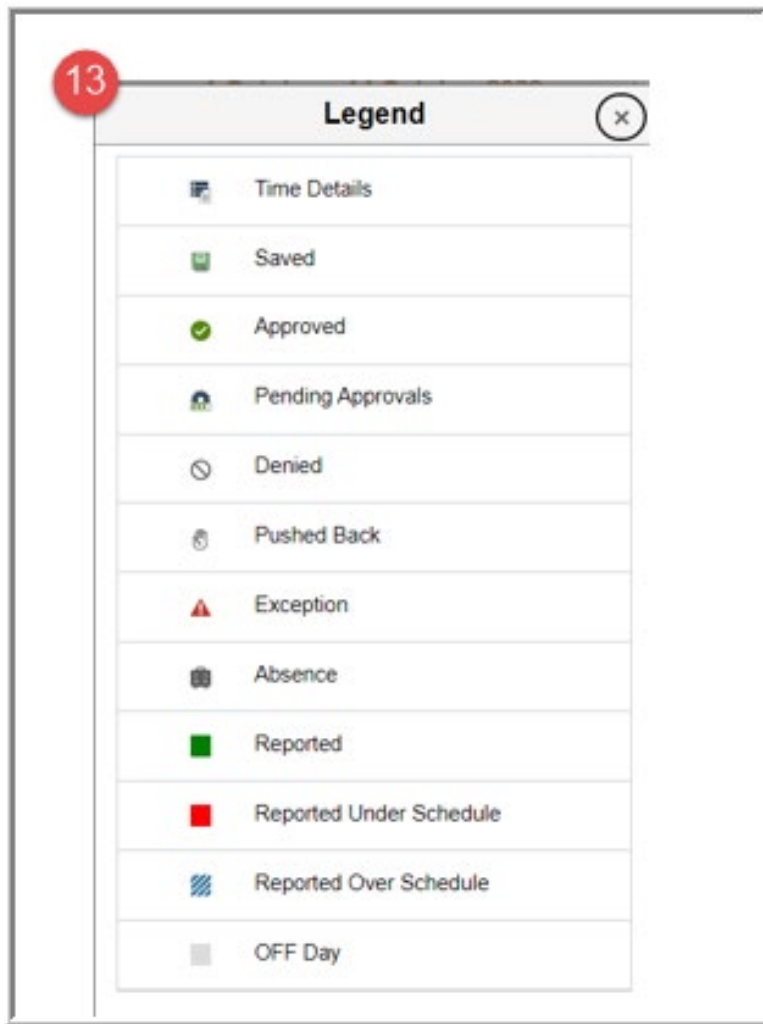 13
Legend
Time Details
Saved
Approved
Pending Approvals
Denied
Pushed Back
Exception
Absence
Reported
Reported Under Schedule
Reported Over Schedule
OFF Day